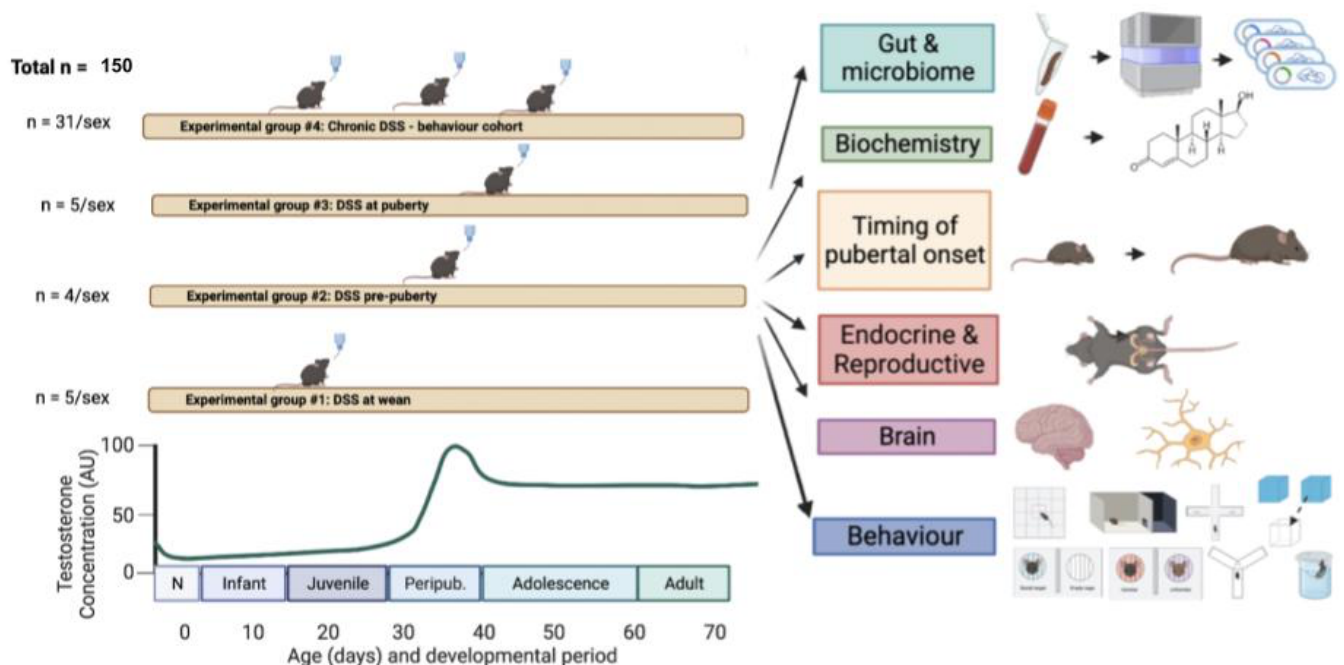 Total n = 150
n = 31/sex
Experimental group #4: Chronic DSS - behaviour cohort
n = 5/sex
Experimental group #3: DSS at puberty
n = 4/sex
Experimental group #2: DSS pre-puberty
n = 5/sex
Experimental group #1: DSS at wean
Testosterone
Concentration (AU)
100
50
0
N
Infant
Juvenile
Peripub.
Adolescence
Adult
0 10 20 30 40 50 60 70
Age (days) and developmental period
Gut &
microbiome
Biochemistry
Timing of
pubertal onset
Endocrine &
Reproductive
Brain
Behaviour
OH
H
H
H
O